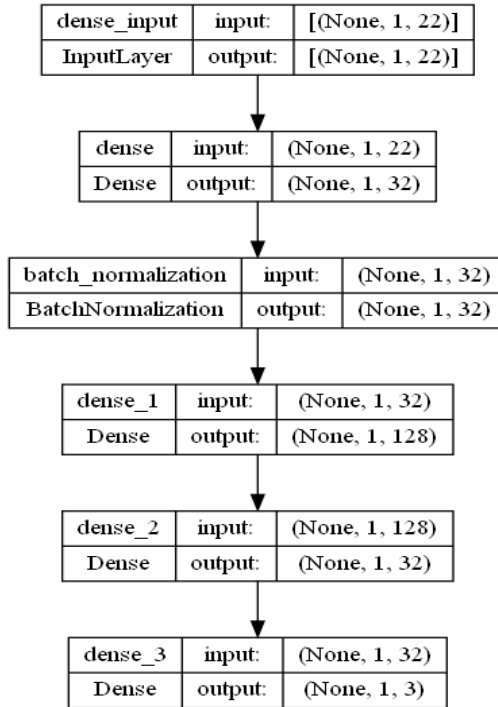 dense_input input: [(None, 1, 22)]
InputLayer output: [(None, 1, 22)]
dense input: (None, 1, 22)
Dense output: (None, 1, 32)
batch_normalization input: (None, 1, 32)
BatchNormalization output: (None, 1, 32)
dense_1 input: (None, 1, 32)
Dense output: (None, 1, 128)
dense_2 input: (None, 1, 128)
Dense output: (None, 1, 32)
dense_3 input: (None, 1, 32)
Dense output: (None, 1, 3)